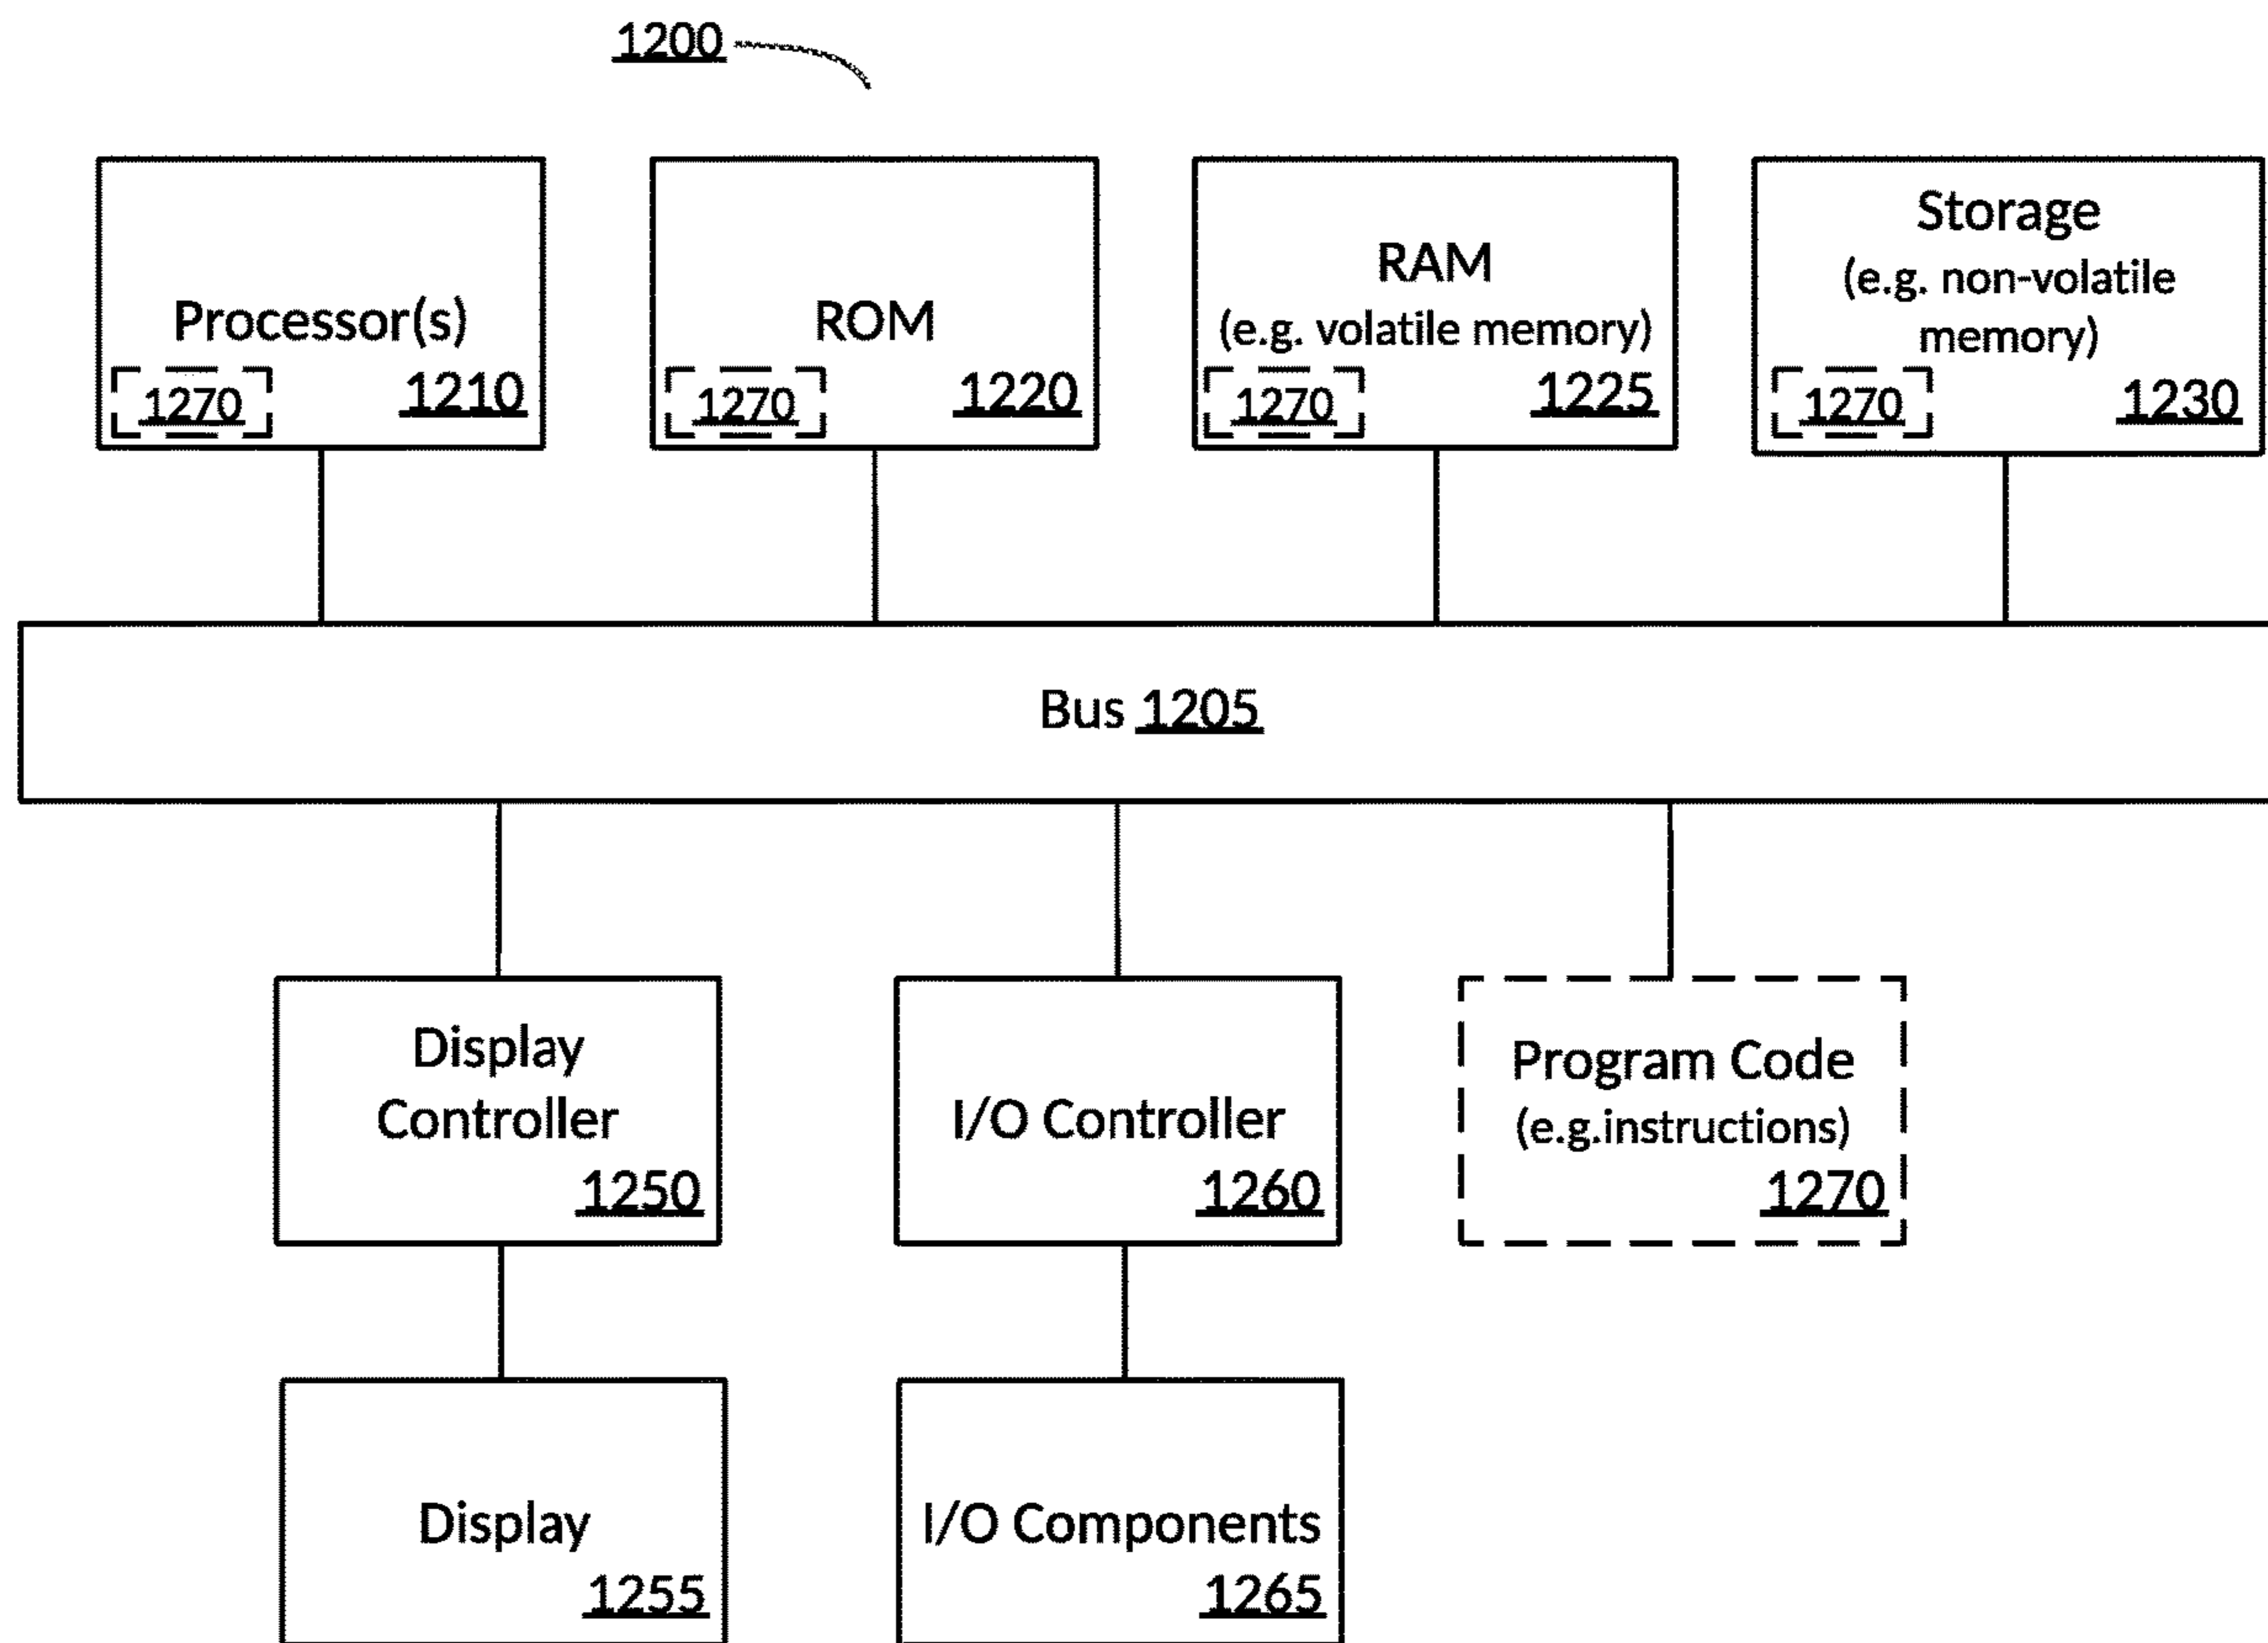 1200
Processor(s)
1270
1210
ROM
1270
1220
RAM
(e.g. volatile memory)
1270
1225
Storage
(e.g. non-volatile
memory)
1270
1230
Bus 1205
Display
Controller
1250
I/O Controller
1260
Program Code
(e.g.instructions)
1270
Display
1255
I/O Components
1265